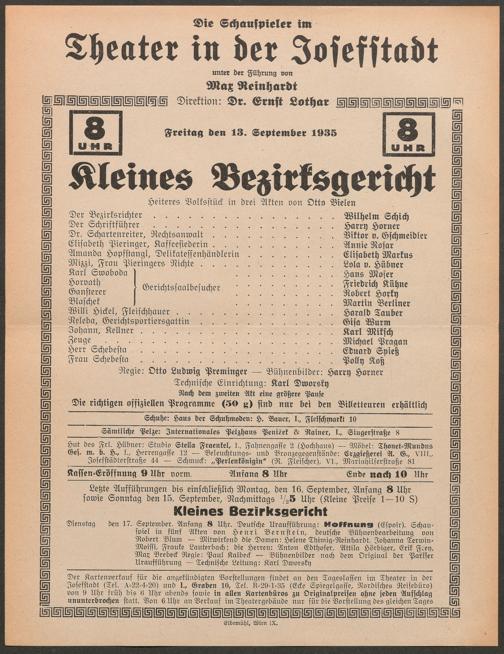 Die Schauspieler im
Theater in der Josefstadt
unter der Führung von
Max Reinhardt
Direktion: Dr. Ernst Lothar
8 UHR
Freitag den 13. September 1935
8 UHR
Kleines Bezirksgericht
Heiteres Volksstück in drei Akten von Otto Bielen
Der Bezirksrichter . . . Wilhelm Schich
Der Schriftführer . . . Harry Horner
Dr. Schartenreiter, Rechtsanwalt . . . Viktor v. Gschmeidler
Elisabeth Pieringer, Kaffeesiederin . . . Annie Rosar
Amanda Hopfstangl, Delikatessenhändlerin . . . Elisabeth Markus
Mizzi, Frau Pieringers Nichte . . . Lola v. Hübner
Karl Swoboda . . . Hans Moser
Horvath . . . Friedrich Kühne
Gansterer } Gerichtssaalbesucher . . . Robert Horky
Blaschek . . . Martin Berliner
Willi Hickel, Fleischhauer . . . Harald Tauber
Releda, Gerichtsportiersgattin . . . Gisa Wurm
Johann, Kellner . . . Karl Miksch
Zeuge . . . Michael Pragan
Herr Schebesta . . . Eduard Spieß
Frau Schebesta . . . Polly Koß
Regie: Otto Ludwig Preminger — Bühnenbilder: Harry Horner
Technische Einrichtung: Karl Dworsky
Nach dem zweiten Akt eine größere Pause
Die richtigen offiziellen Programme (50 g) sind nur bei den Billetteuren erhältlich
Schuhe: Haus der Schuhmoden: H. Bauer, I., Fleischmarkt 10
Sämtliche Pelze: Internationales Pelzhaus Penižek & Rainer, I., Singerstraße 8
Hut des Frl. Hübner: Studio Stella Fraenkel, I., Fahnengasse 2 (Hochhaus) — Möbel: Thonet-Mundus
Ges. m. b. H., I., Herrengasse 12 — Beleuchtungs- und Bronzegegenstände: Erzgießerei A. G., VIII.,
Josefstädterstraße 44 — Schmuck: „Perlenkönigin" (R. Fleischer), VI., Mariahilferstraße 81
Kassen-Eröffnung 9 Uhr vorm. Anfang 8 Uhr Ende nach 10 Uhr
Letzte Aufführungen bis einschließlich Montag, den 16. September, Anfang 8 Uhr
sowie Sonntag den 15. September, Nachmittags 1/25 Uhr (Kleine Preise 1—10 S)
Kleines Bezirksgericht
Dienstag den 17. September. Anfang 8 Uhr. Deutsche Uraufführung: Hoffnung (Espoir). Schau-
spiel in fünf Akten von Henri Bernstein, deutsche Bühnenbearbeitung von
Robert Blum — Mitwirkend die Damen: Helene Thimig-Reinhardt, Johanna Terwin-
Moissi, Frauke Lauterbach; die Herren: Anton Edthofer, Attila Hörbiger, Erik Frey,
Regie: Paul Kalbeck — Bühnenbilder nach dem Original der Pariser
Uraufführung — Technische Leitung: Karl Dworsky
Der Kartenverkauf für die angekündigten Vorstellungen findet an den Tageskassen im Theater in der
Josefstadt (Tel. A-22-4-20) und I., Graben 16, Tel. R-29-1-35 (Ecke Spiegelgasse, Nordisches Reisebüro)
von 9 Uhr früh bis 6 Uhr abends sowie in allen Kartenbüros zu Originalpreisen ohne jeden Aufschlag
ununterbrochen statt. Von 6 Uhr an Verkauf im Theatergebäude nur für die Vorstellung des gleichen Tages
Elbemühl, Wien IX.